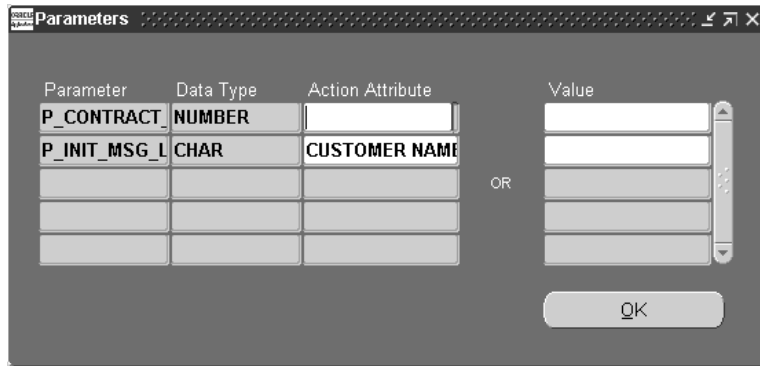 Parameters
Parameter Data Type Action Attribute Value
P_CONTRACT_ NUMBER
P_INIT_MSG_L CHAR CUSTOMER NAME
OR
OK